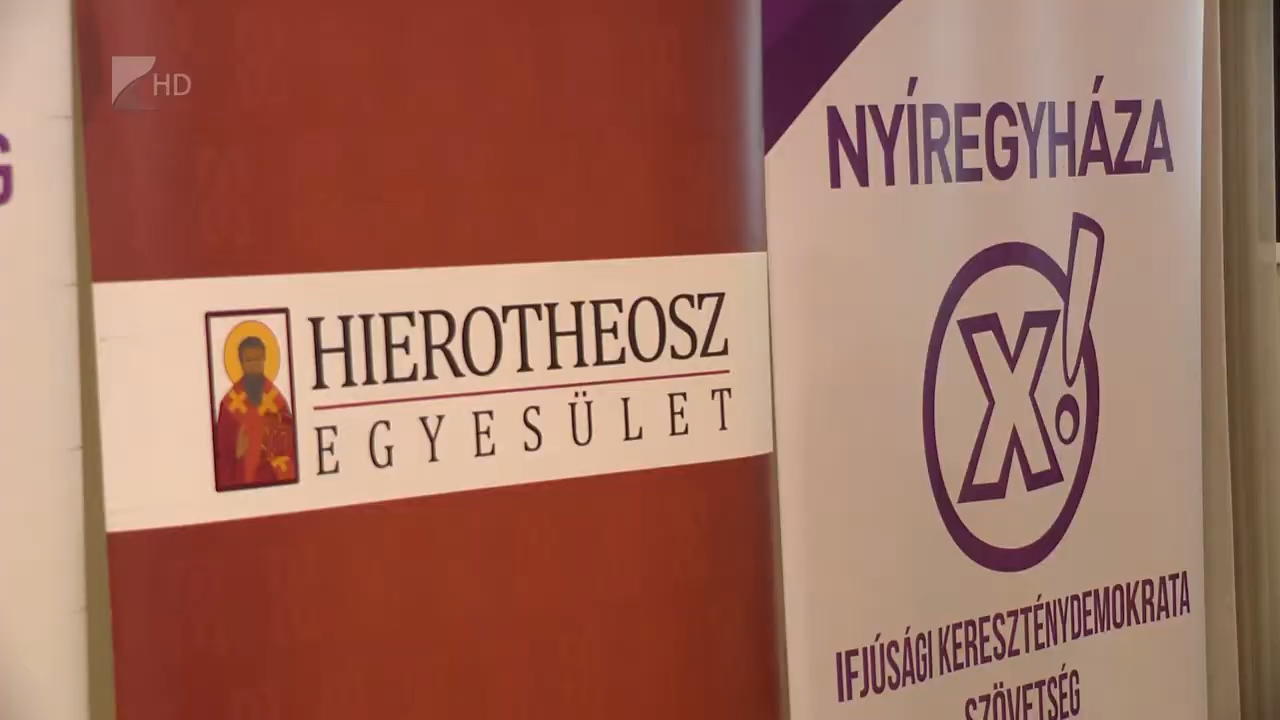 HD
HIEROTHEOSZ
EGYESÜLET
NYÍREGYHÁZA
X!
IFJÚSÁGI KERESZTÉNYDEMOKRATA
SZÖVETSÉG